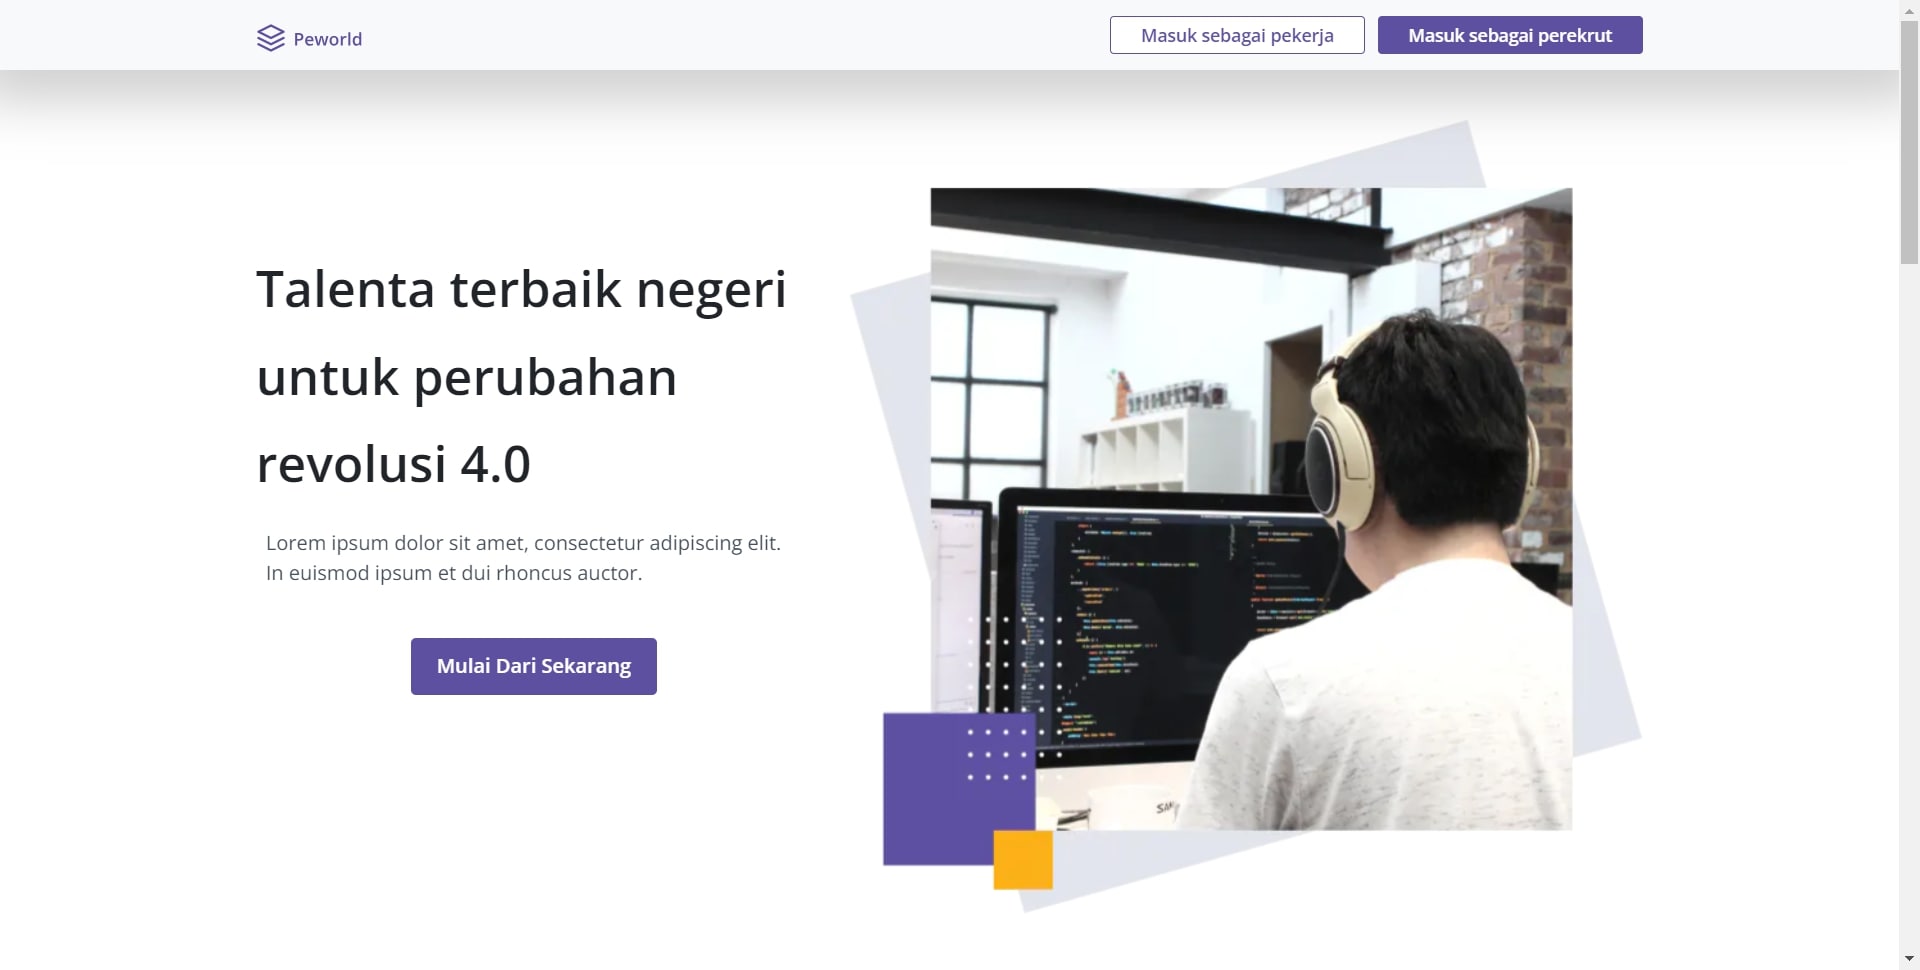 Peworld
Masuk sebagai pekerja
Masuk sebagai perekrut
Talenta terbaik negeri
untuk perubahan
revolusi 4.0
Lorem ipsum dolor sit amet, consectetur adipiscing elit.
In euismod ipsum et dui rhoncus auctor.
Mulai Dari Sekarang